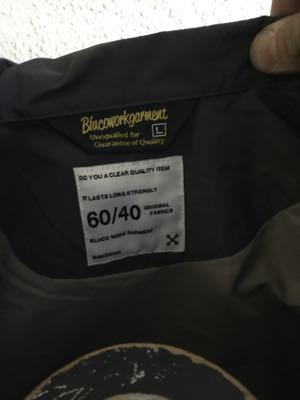 Blucoworkgarment
Unequalled for
Guarantee of Quality
L
DO YOU A CLEAR QUALITY ITEM
IT LASTS LONG STRONGLY
60/40 ORIGINAL FABRICS
BLUCO WORK GARMENT